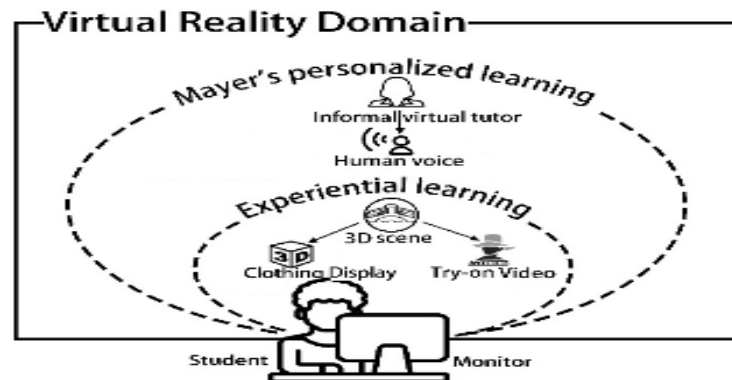 Virtual Reality Domain
Mayer's personalized learning
Informal virtual tutor
Human voice
Experiential learning
3D scene
3D
Clothing Display Try-on Video
Student Monitor